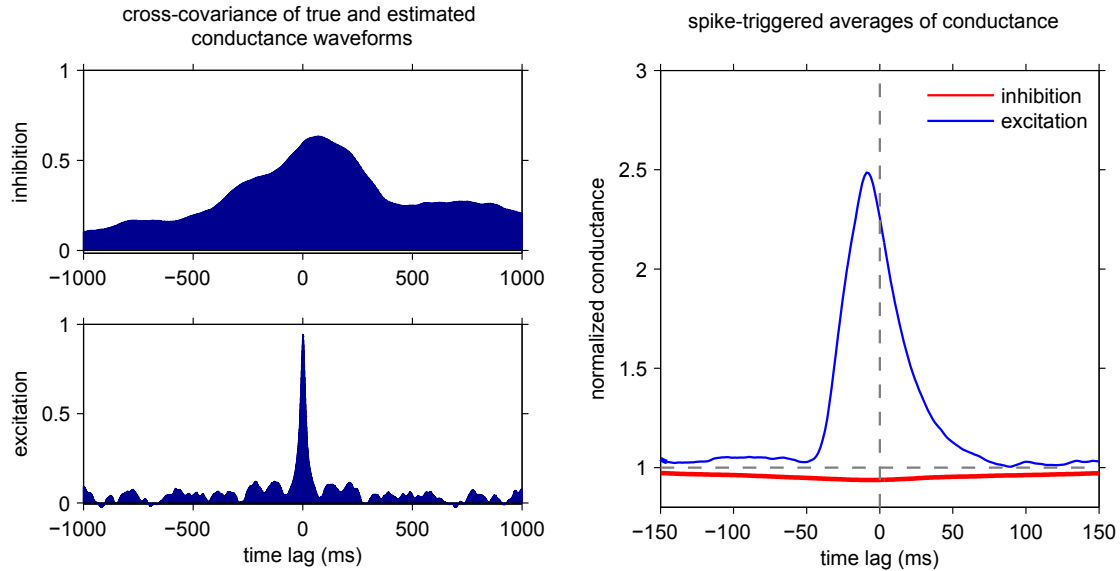 cross-covariance of true and estimated
conductance waveforms
1
0.5
0
inhibition
−1000 −500 0 500 1000
1
0.5
0
excitation
−1000 −500 0 500 1000
time lag (ms)
spike-triggered averages of conductance
3
2.5
2
1.5
1
normalized conductance
inhibition
excitation
−150 −100 −50 0 50 100 150
time lag (ms)